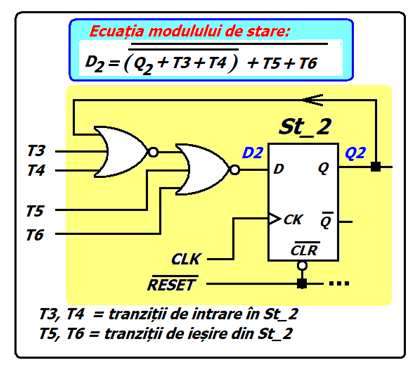 Ecuația modulului de stare:
D2 = (Q2 + T3 + T4) + T5 + T6
St_2
T3
T4
D2
Q2
D
Q
T5
T6
CK
Q
CLK
CLR
RESET
T3, T4 = tranziții de intrare în St_2
T5, T6 = tranziții de ieșire din St_2